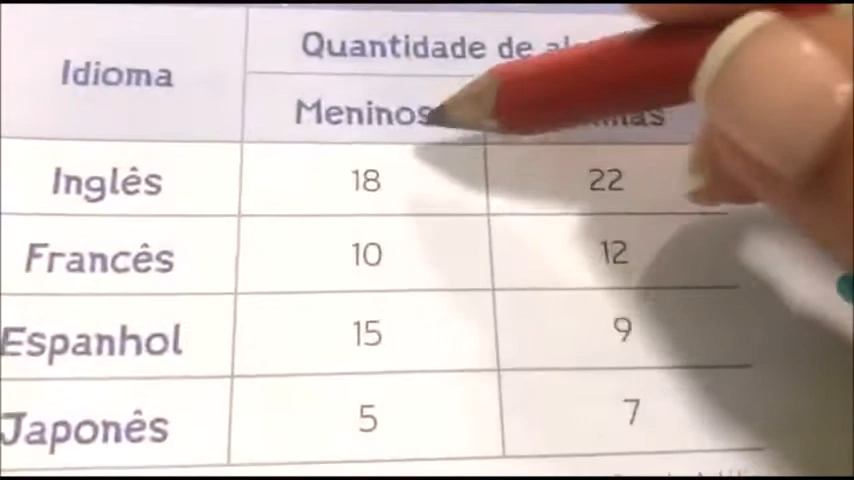 Quantidade de
Idioma
Meninos
Inglês 18 22
Francês 10 12
Espanhol 15 9
Japonês 5 7